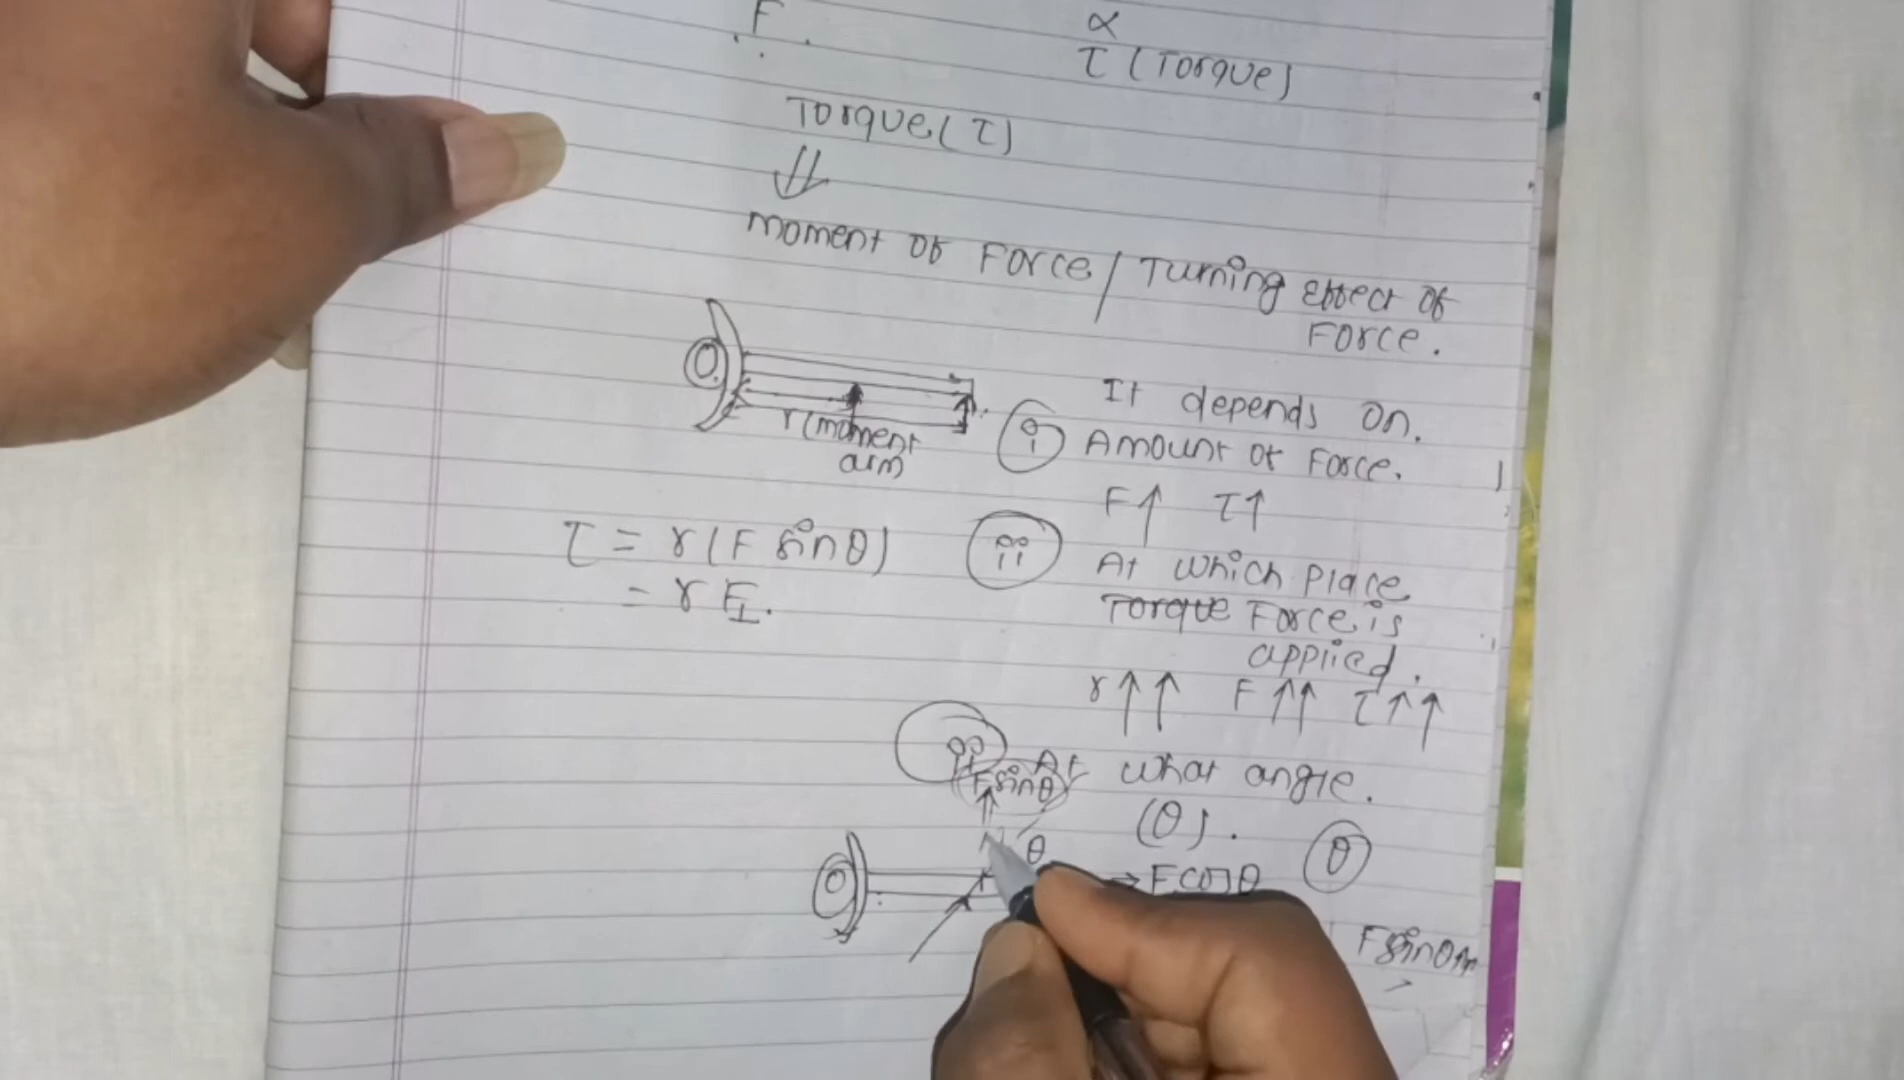 F
α
τ (Torque)
Torque (τ)
⇓
Moment of Force / Turning effect of
Force.
r (moment
arm)
It depends on.
(i) Amount of Force.
F↑ τ↑
τ = r (F sinθ)
= r F⊥.
(ii) At which place
Torque Force is
applied.
r↑↑ F↑↑ τ↑↑
At what angle.
(θ).
F sinθ
θ
θ
→ F cosθ
F sinθ